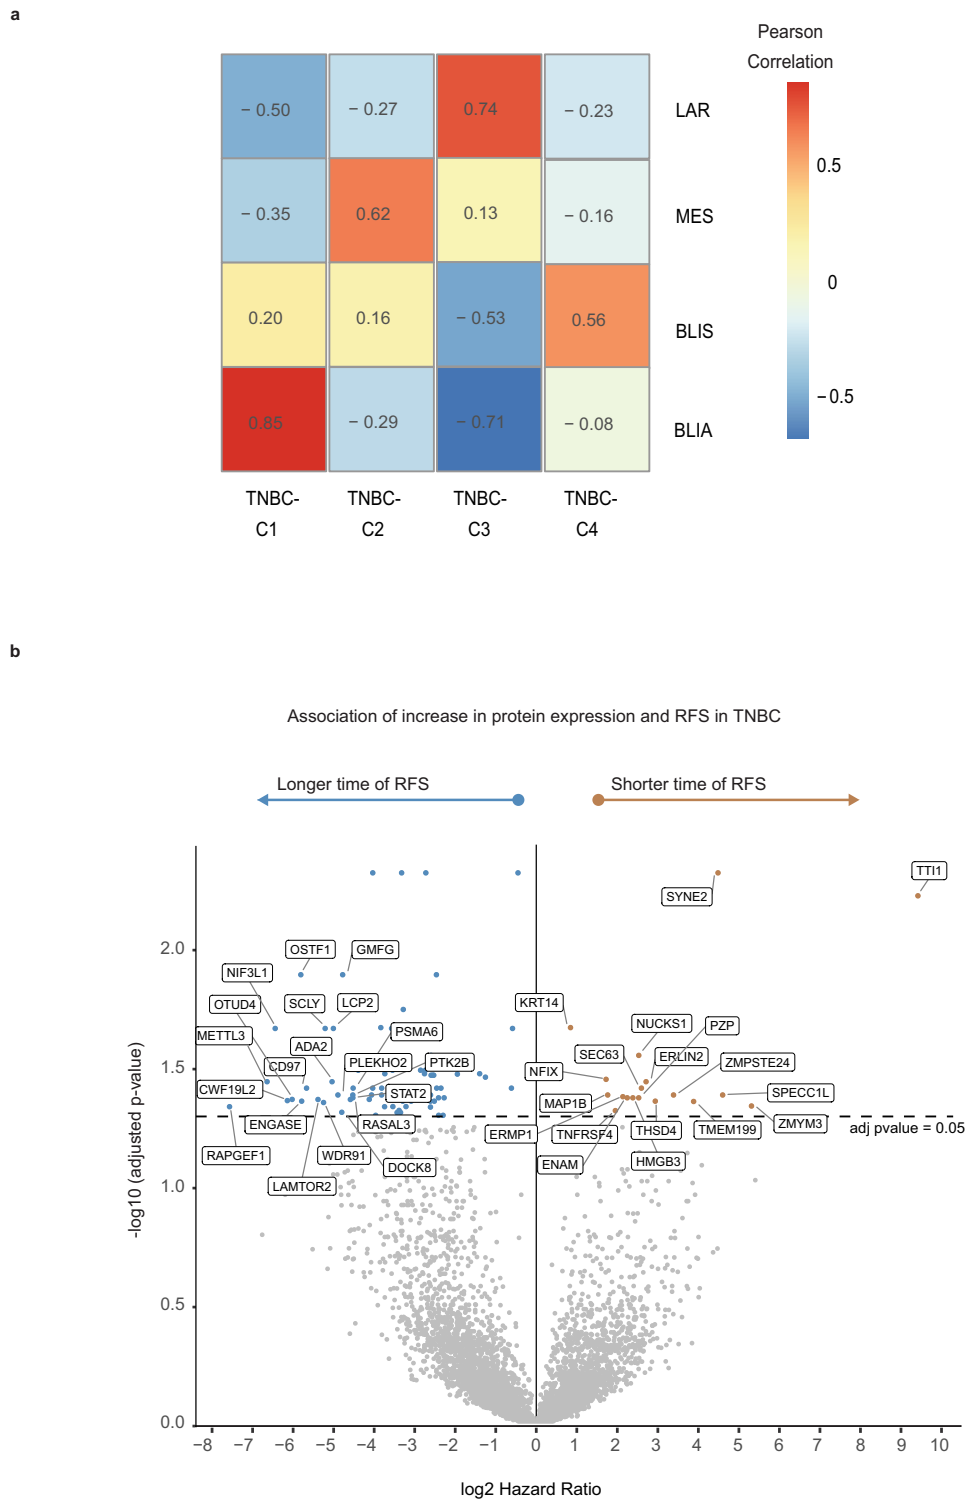 a
Pearson
Correlation
− 0.50 − 0.27 0.74 − 0.23 LAR
0.5
− 0.35 0.62 0.13 − 0.16 MES
0
0.20 0.16 − 0.53 0.56 BLIS
− 0.5
0.85 − 0.29 − 0.71 − 0.08 BLIA
TNBC- TNBC- TNBC- TNBC-
C1 C2 C3 C4
b
Association of increase in protein expression and RFS in TNBC
Longer time of RFS Shorter time of RFS
TTI1
SYNE2
OSTF1 GMFG
2.0
NIF3L1
OTUD4 SCLY LCP2 KRT14
PSMA6 NUCKS1 PZP
METTL3
ADA2 SEC63 ERLIN2
CD97 PLEKHO2 PTK2B ZMPSTE24
1.5 NFIX
CWF19L2 STAT2 SPECC1L
MAP1B
ENGASE RASAL3 ZMYM3
adj pvalue = 0.05
ERMP1 TNFRSF4 THSD4 TMEM199
RAPGEF1 WDR91 DOCK8 ENAM HMGB3
LAMTOR2
1.0
0.5
0.0
-log10 (adjusted p-value)
−8 −7 −6 −5 −4 −3 −2 −1 0 1 2 3 4 5 6 7 8 9 10
log2 Hazard Ratio